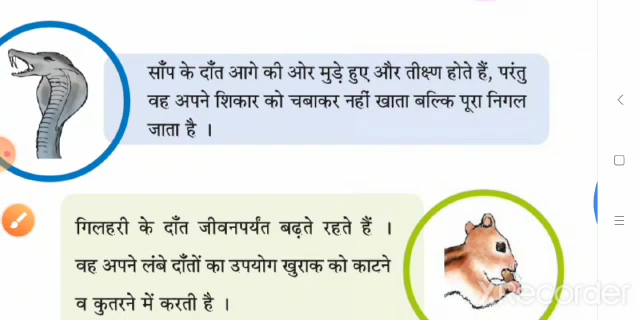 साँप के दाँत आगे की ओर मुड़े हुए और तीक्ष्ण होते हैं, परंतु
वह अपने शिकार को चबाकर नहीं खाता बल्कि पूरा निगल
जाता है ।
गिलहरी के दाँत जीवनपर्यंत बढ़ते रहते हैं ।
वह अपने लंबे दाँतों का उपयोग खुराक को काटने
व कुतरने में करती है ।
Recorder